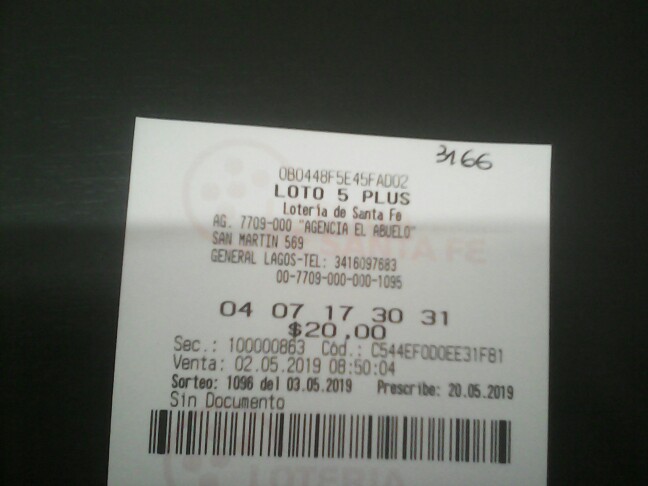 3166
0B0448F5E45FAD02
LOTO 5 PLUS
Lotería de Santa Fe
AG. 7709-000 "AGENCIA EL ABUELO"
SAN MARTIN 569
SANTA FE
GENERAL LAGOS-TEL: 3416097683
00-7709-000-000-1095
04 07 17 30 31
$20,00
Sec.: 100000863 Cód.: C544EF0D0EE31F81
Venta: 02.05.2019 08:50:04
Sorteo: 1096 del 03.05.2019 Prescribe: 20.05.2019
Sin Documento
LOTERIA